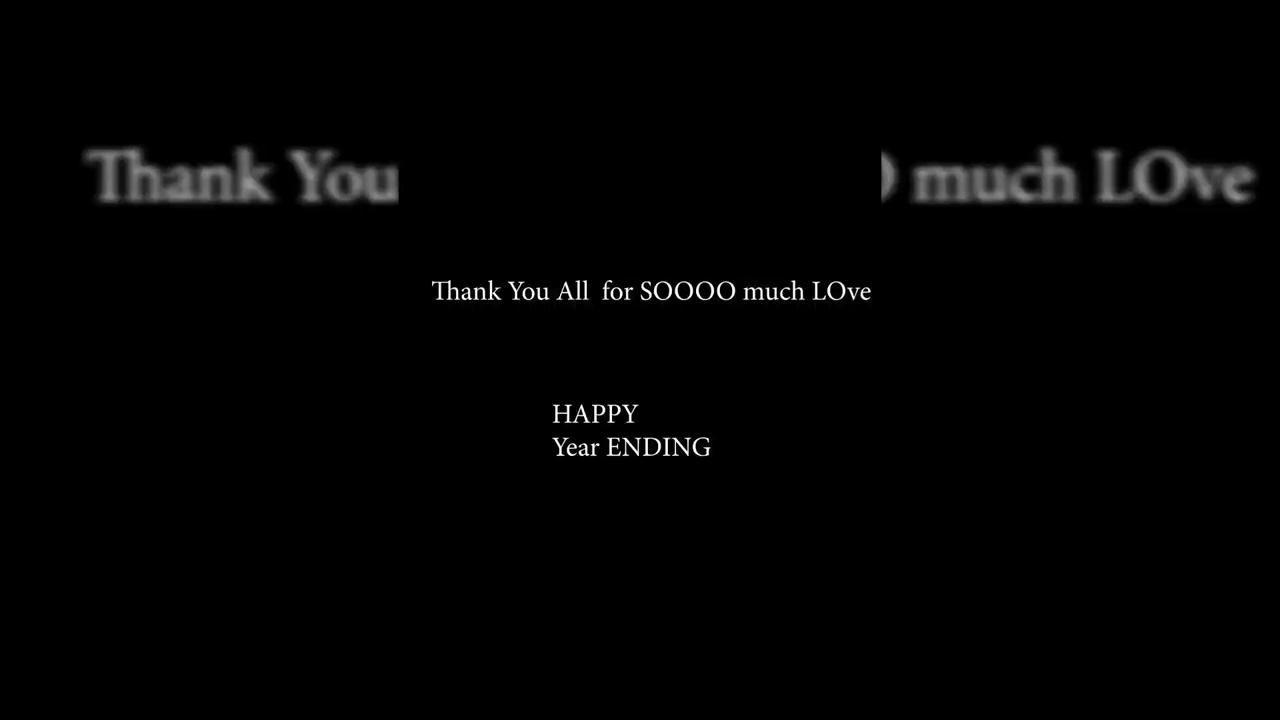 Thank You
O much LOve
Thank You All  for SOOOO much LOve
HAPPY
Year ENDING